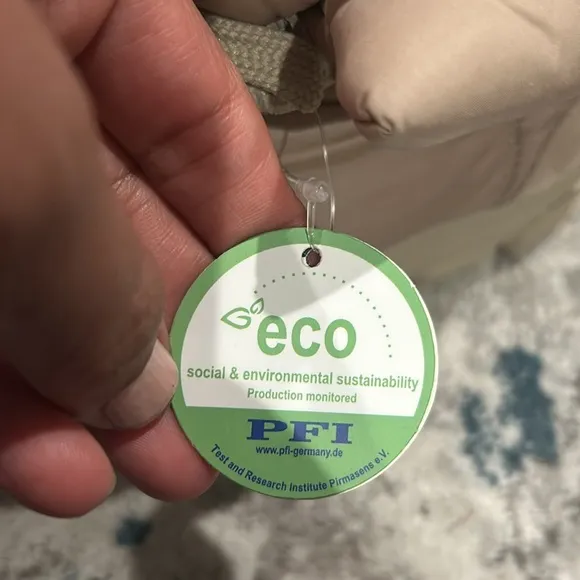 eco
social & environmental sustainability
Production monitored
PFI
www.pfi-germany.de
Test and Research Institute Pirmasens e.V.